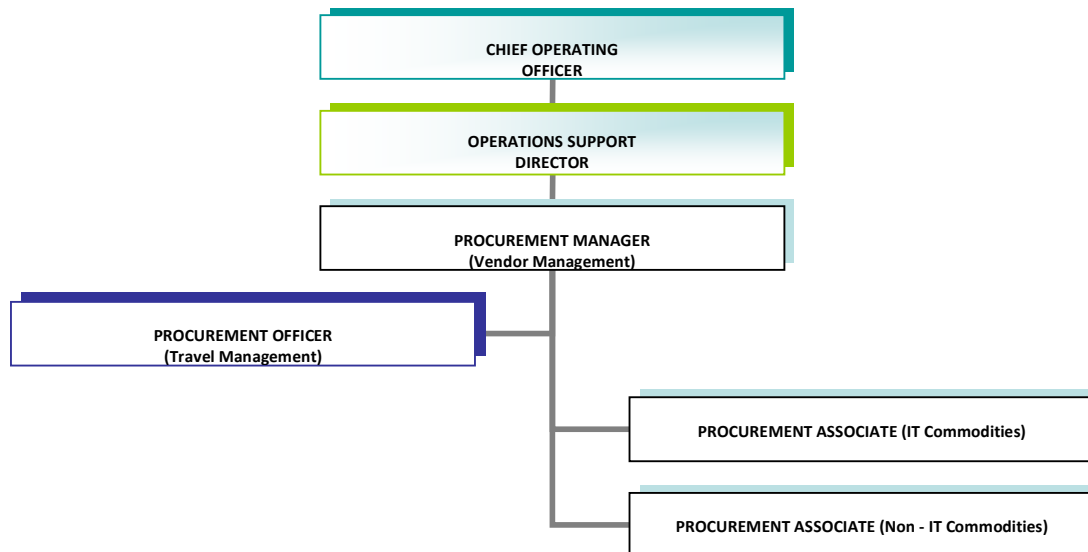 CHIEF OPERATING
OFFICER
OPERATIONS SUPPORT
DIRECTOR
PROCUREMENT MANAGER
(Vendor Management)
PROCUREMENT OFFICER
(Travel Management)
PROCUREMENT ASSOCIATE (IT Commodities)
PROCUREMENT ASSOCIATE (Non - IT Commodities)